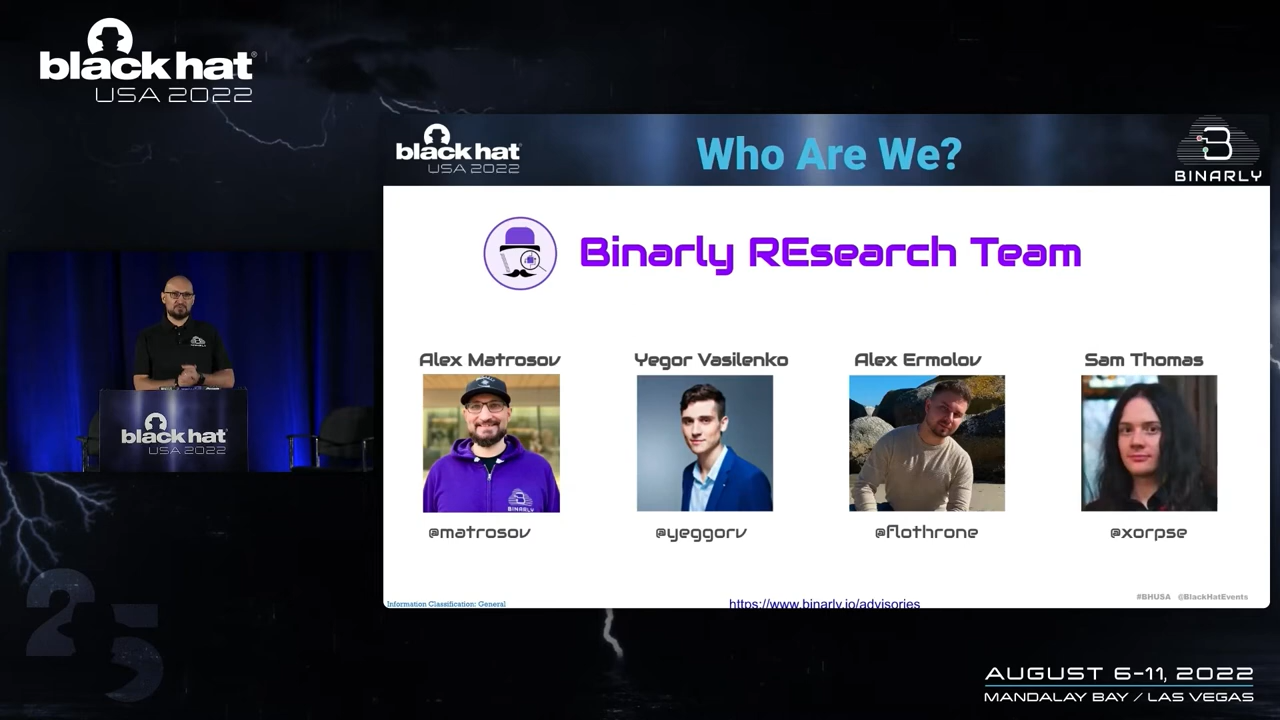 black hat®
USA 2022
black hat®
USA 2022
Who Are We?
BINARLY
Binarly REsearch Team
Alex Matrosov
Yegor Vasilenko
Alex Ermolov
Sam Thomas
BINARLY
@matrosov
@yeggorv
@flothrone
@xorpse
Information Classification: General
https://www.binarly.io/advisories
#BHUSA @BlackHatEvents
black hat®
USA 2022
25
AUGUST 6-11, 2022
MANDALAY BAY / LAS VEGAS